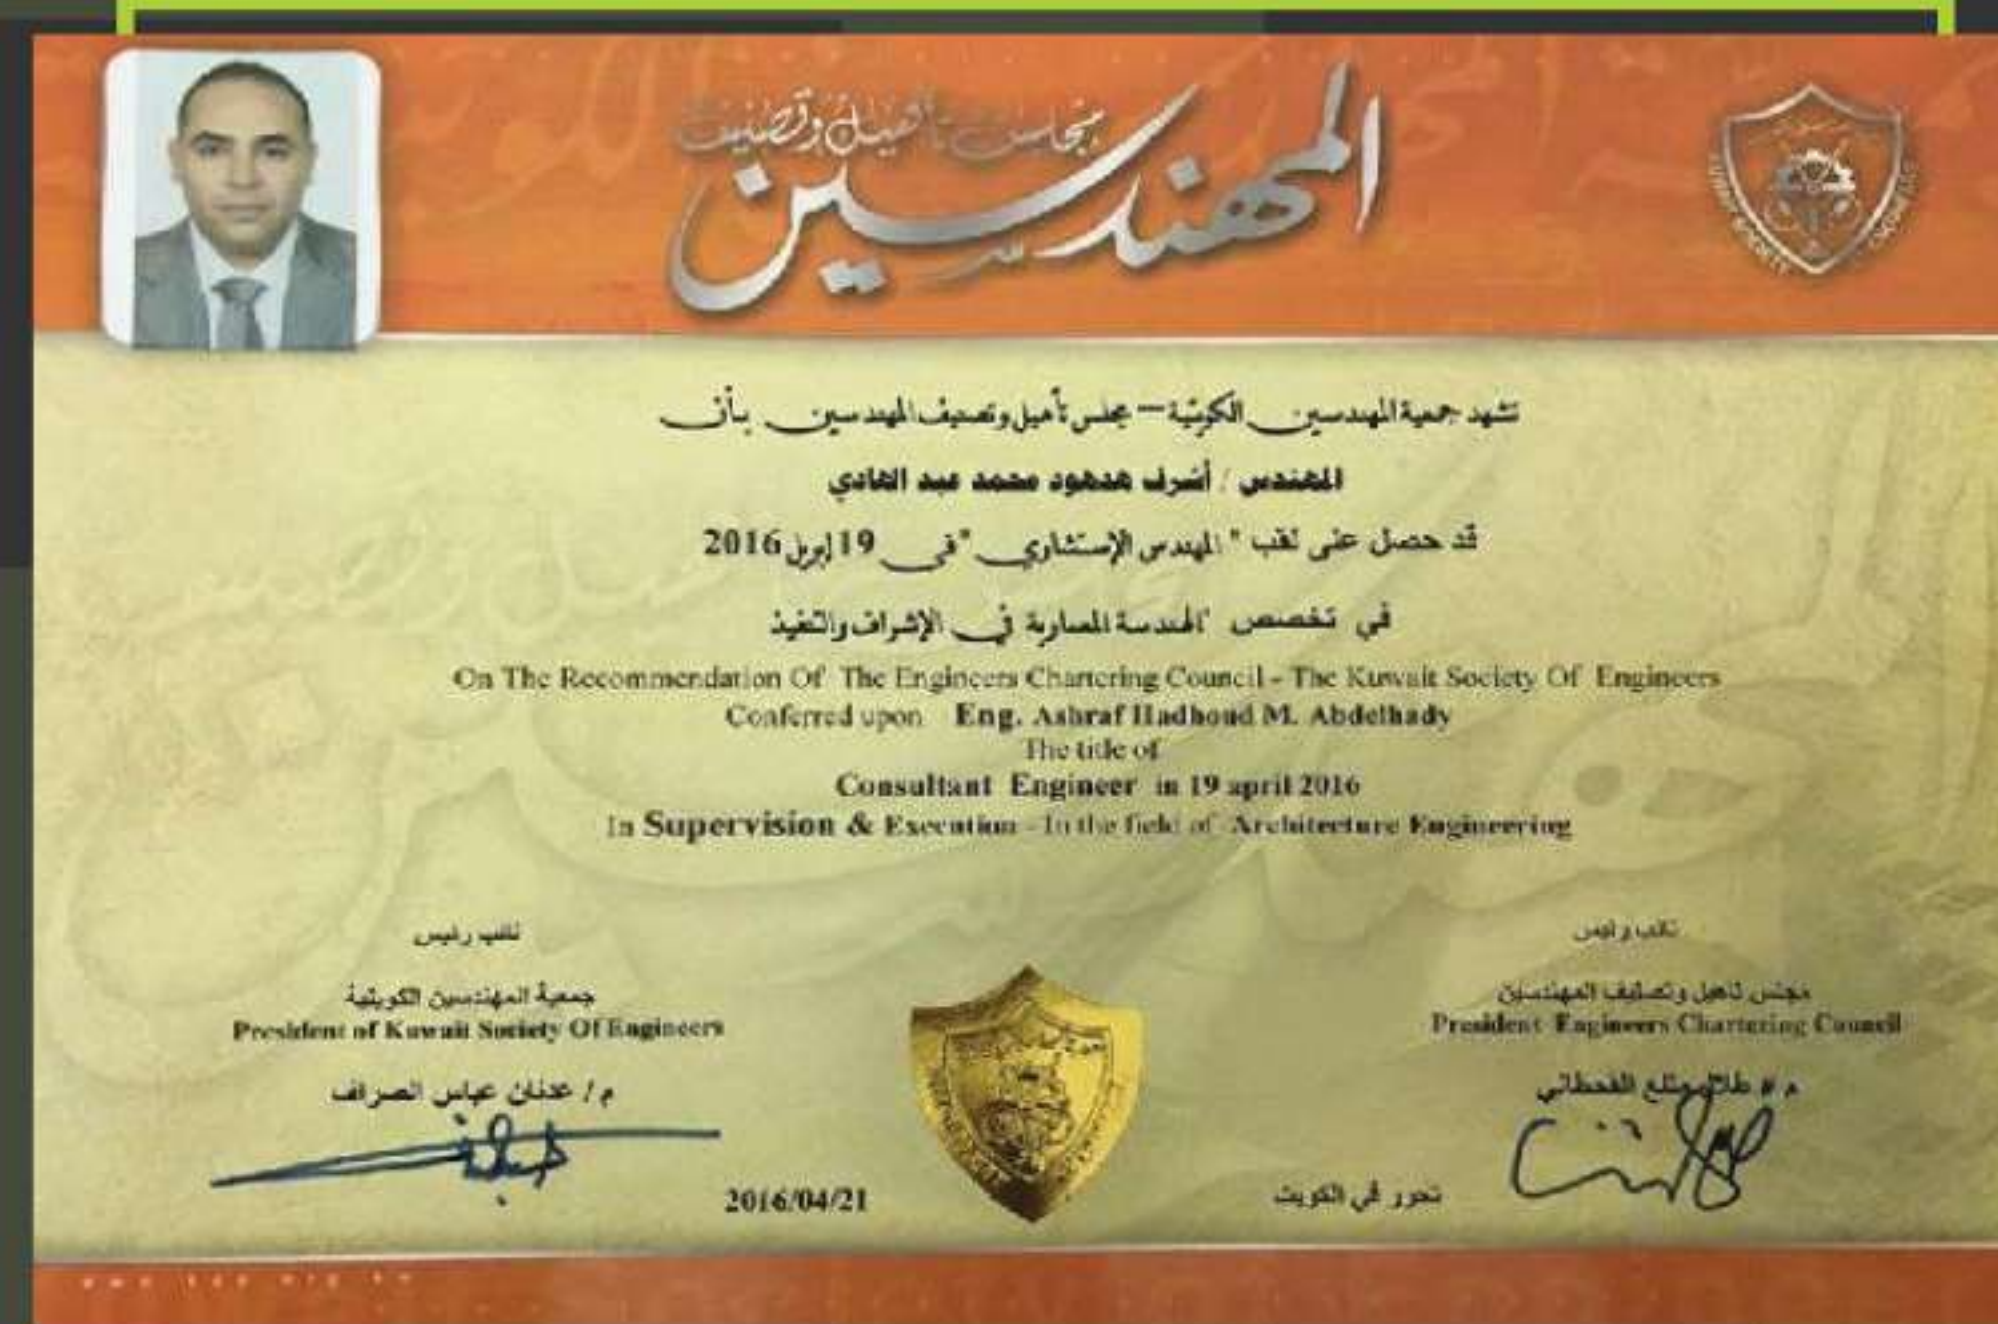 مجلس تأهيل وتصنيف
المهندسين
تشهد جمعية المهندسين الكويتية – مجلس تأهيل وتصنيف المهندسين بأن
المهندس / أشرف هدهود محمد عبد الهادي
قد حصل على لقب " المهندس الإستشاري " في 19 إبريل 2016
في تخصص "الهندسة المعمارية في الإشراف والتنفيذ
On The Recommendation Of The Engineers Chartering Council - The Kuwait Society Of Engineers
Conferred upon Eng. Ashraf Hadhoud M. Abdelhady
The title of
Consultant Engineer in 19 april 2016
In Supervision & Execution - In the field of Architecture Engineering
نائب رئيس
مجلس تأهيل وتصنيف المهندسين
President Engineers Chartering Council
طلال القحطاني
نائب رئيس
جمعية المهندسين الكويتية
President of Kuwait Society Of Engineers
م / عدنان عباس الصراف
تحرر في الكويت
2016/04/21